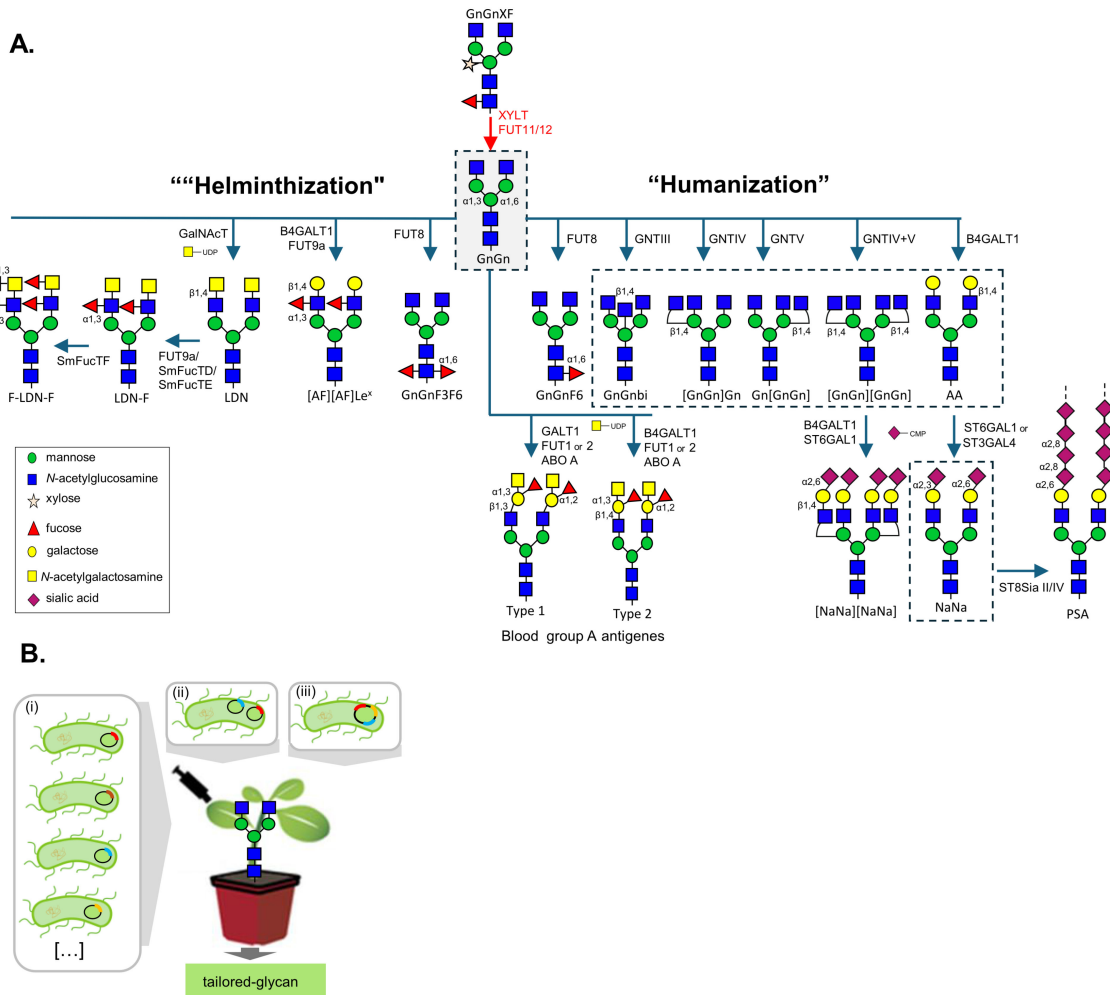 A.
GnGnXF
XYLT
FUT11/12
““Helminthization"
“Humanization”
α1,3
α1,6
GnGn
GalNAcT
UDP
B4GALT1
FUT9a
FUT8
FUT8
GNTIII
GNTIV
GNTV
GNTIV+V
B4GALT1
1,3
3
F-LDN-F
SmFucTF
α1,3
LDN-F
FUT9a/
SmFucTD/
SmFucTE
β1,4
LDN
β1,4
α1,3
[AF][AF]Leˣ
α1,6
GnGnF3F6
α1,6
GnGnF6
β1,4
GnGnbi
β1,4
[GnGn]Gn
β1,4
Gn[GnGn]
β1,4
β1,4
[GnGn][GnGn]
β1,4
AA
mannose
N-acetylglucosamine
xylose
fucose
galactose
N-acetylgalactosamine
sialic acid
GALT1
FUT1 or 2
ABO A
UDP
B4GALT1
FUT1 or 2
ABO A
α1,3
β1,3
α1,2
Type 1
α1,3
β1,4
α1,2
Type 2
Blood group A antigenes
B4GALT1
ST6GAL1
CMP
ST6GAL1 or
ST3GAL4
α2,6
β1,4
[NaNa][NaNa]
α2,3
α2,6
NaNa
ST8Sia II/IV
α2,8
α2,8
α2,6
PSA
B.
(i)
(ii)
(iii)
[...]
tailored-glycan